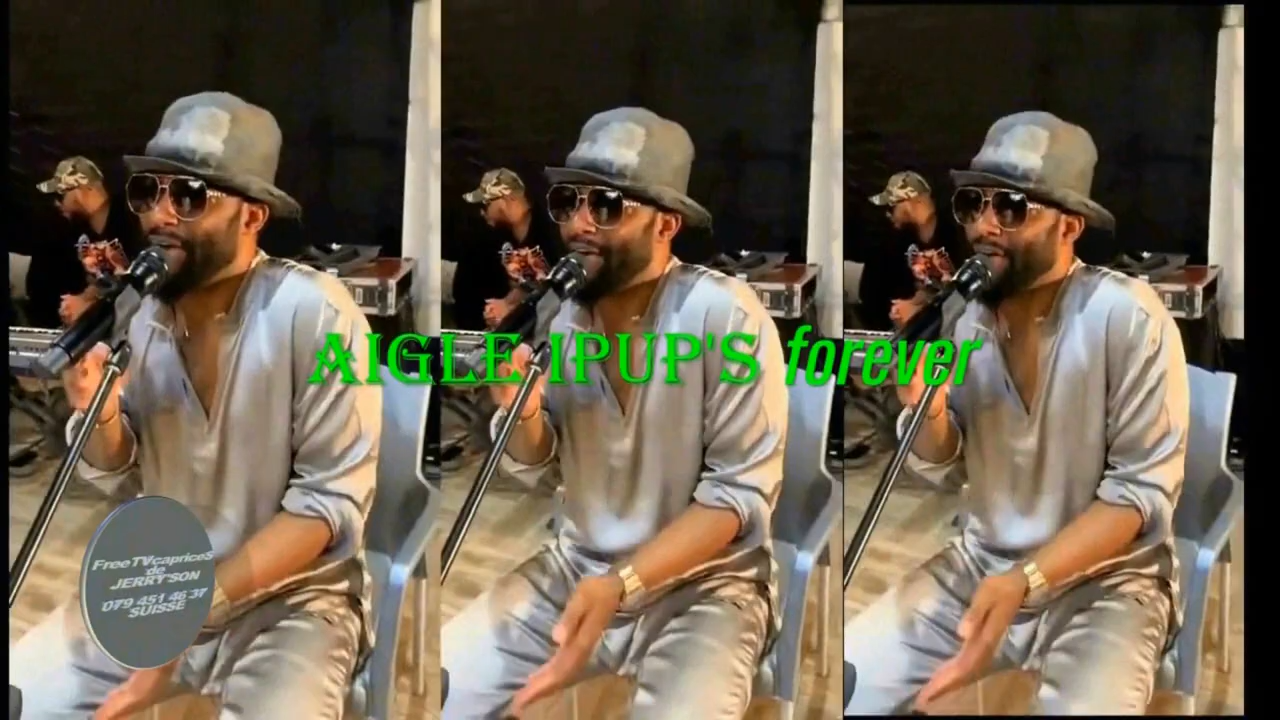 AIGLE IPUP'S forever
FreeTVcapriceS
de
JERRY'SON
079 451 46 37
SUISSE